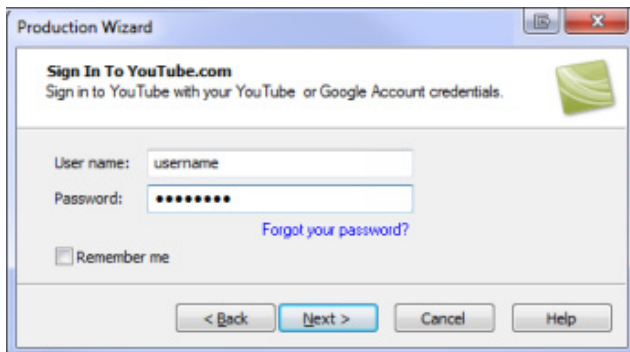 Production Wizard
Sign In To YouTube.com
Sign in to YouTube with your YouTube or Google Account credentials.
User name: username
Password: ••••••••
Forgot your password?
Remember me
< Back Next > Cancel Help